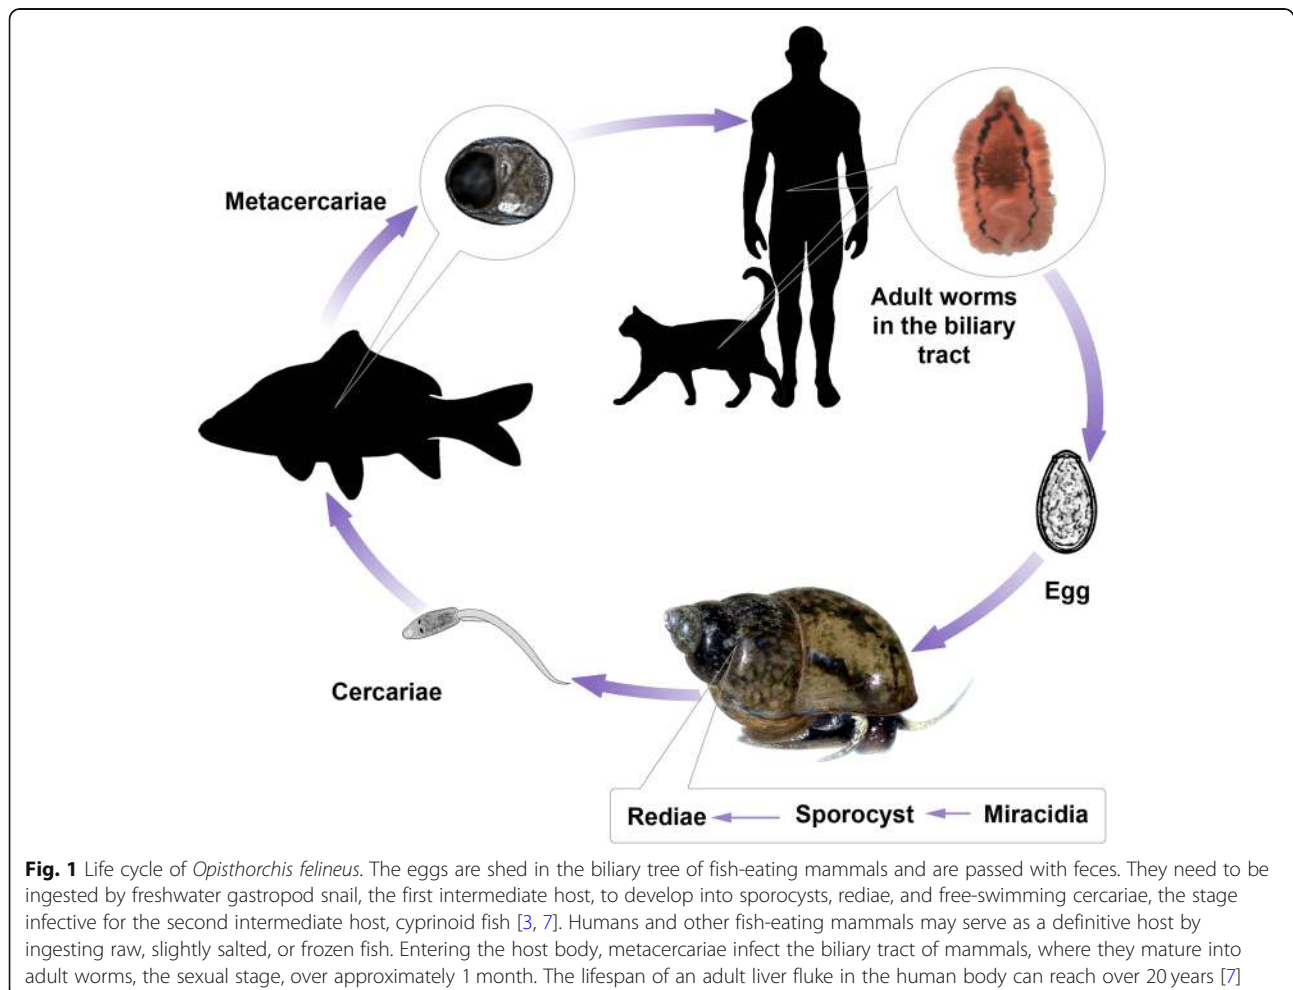 Metacercariae
Adult worms
in the biliary
tract
Egg
Cercariae
Rediae Sporocyst Miracidia
Fig. 1 Life cycle of Opisthorchis felineus. The eggs are shed in the biliary tree of fish-eating mammals and are passed with feces. They need to be
ingested by freshwater gastropod snail, the first intermediate host, to develop into sporocysts, rediae, and free-swimming cercariae, the stage
infective for the second intermediate host, cyprinoid fish [3, 7]. Humans and other fish-eating mammals may serve as a definitive host by
ingesting raw, slightly salted, or frozen fish. Entering the host body, metacercariae infect the biliary tract of mammals, where they mature into
adult worms, the sexual stage, over approximately 1 month. The lifespan of an adult liver fluke in the human body can reach over 20 years [7]